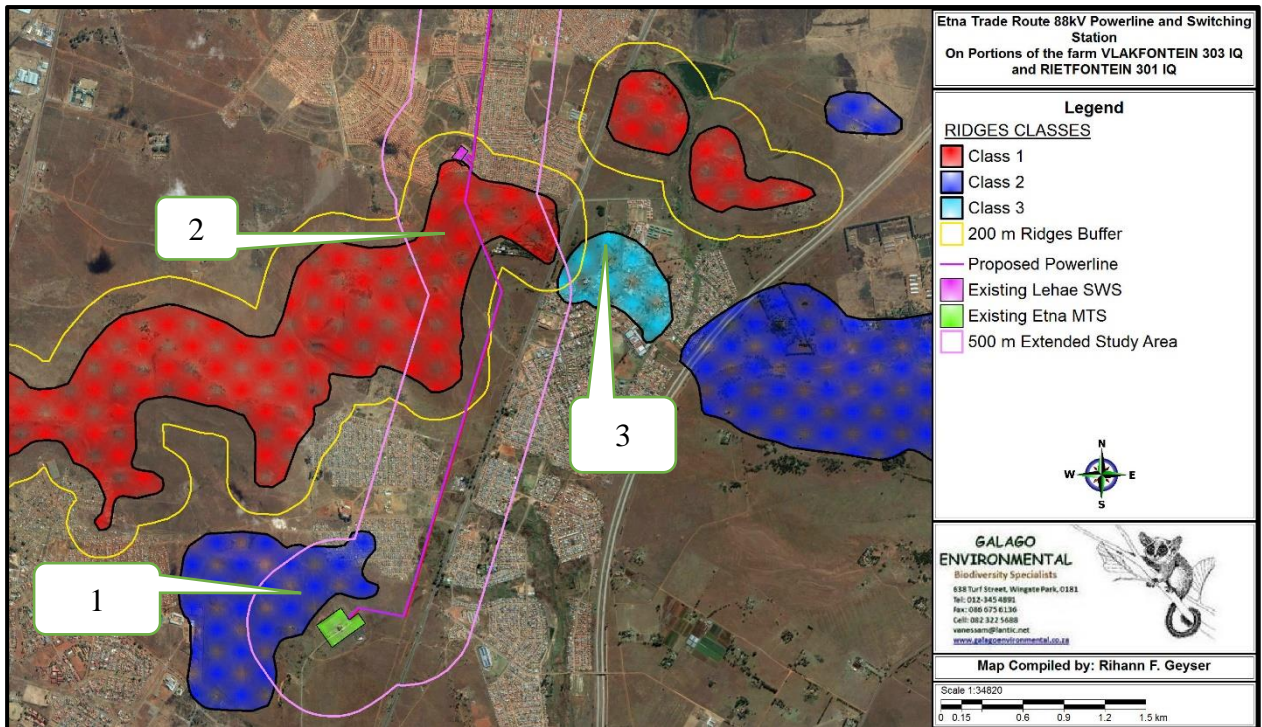 Etna Trade Route 88kV Powerline and Switching
Station
On Portions of the farm VLAKFONTEIN 303 IQ
and RIETFONTEIN 301 IQ
Legend
RIDGES CLASSES
Class 1
Class 2
Class 3
200 m Ridges Buffer
Proposed Powerline
Existing Lehae SWS
Existing Etna MTS
500 m Extended Study Area
2
3
1
N
W E
S
GALAGO
ENVIRONMENTAL
Biodiversity Specialists
638 Turf Street, Wingate Park, 0181
Tel: 012-345 4891
Fax: 086 675 6136
Cell: 082 322 5688
vanessam@lantic.net
www.galagoenvironmental.co.za
Map Compiled by: Rihann F. Geyser
Scale 1:34820
0 0.15 0.6 0.9 1.2 1.5 km